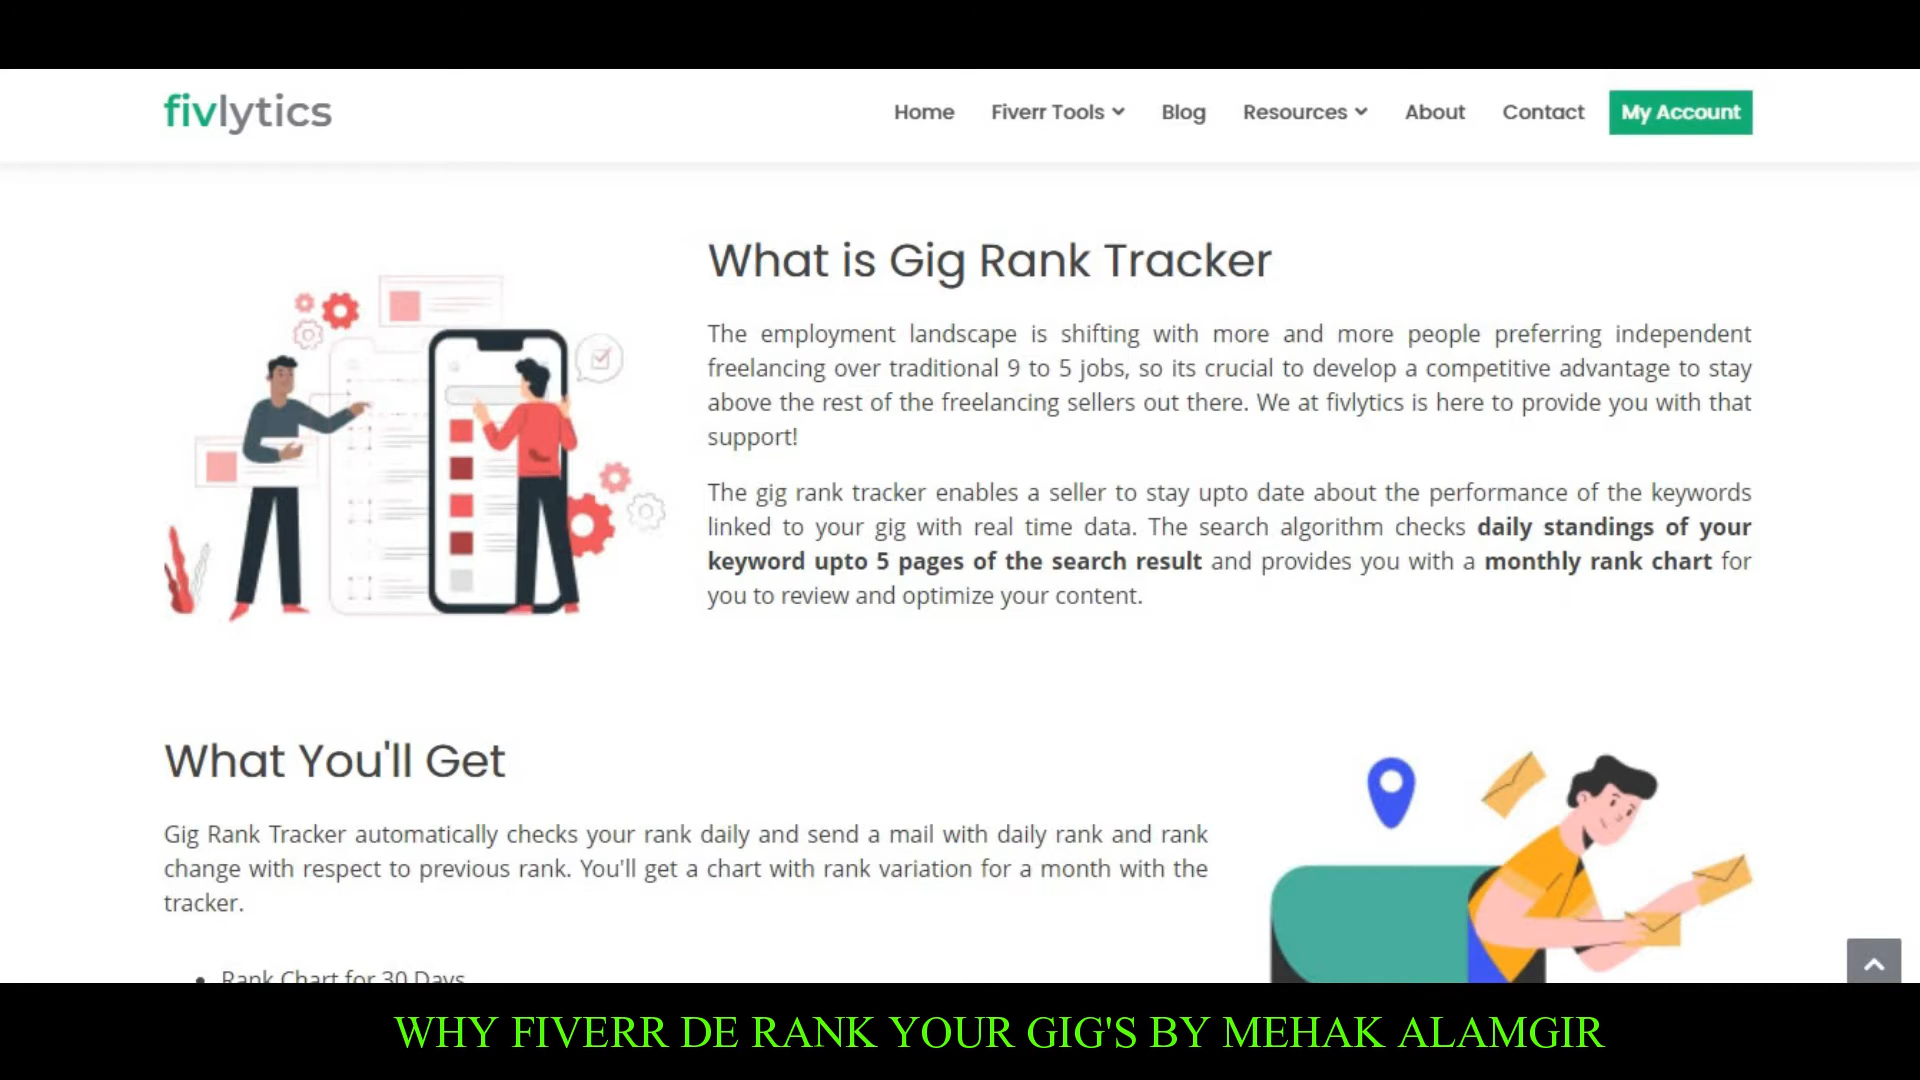 fivlytics
Home Fiverr Tools Blog Resources About Contact My Account
What is Gig Rank Tracker
The employment landscape is shifting with more and more people preferring independent
freelancing over traditional 9 to 5 jobs, so its crucial to develop a competitive advantage to stay
above the rest of the freelancing sellers out there. We at fivlytics is here to provide you with that
support!
The gig rank tracker enables a seller to stay upto date about the performance of the keywords
linked to your gig with real time data. The search algorithm checks daily standings of your
keyword upto 5 pages of the search result and provides you with a monthly rank chart for
you to review and optimize your content.
What You'll Get
Gig Rank Tracker automatically checks your rank daily and send a mail with daily rank and rank
change with respect to previous rank. You'll get a chart with rank variation for a month with the
tracker.
Rank Chart for 30 Days
WHY FIVERR DE RANK YOUR GIG'S BY MEHAK ALAMGIR